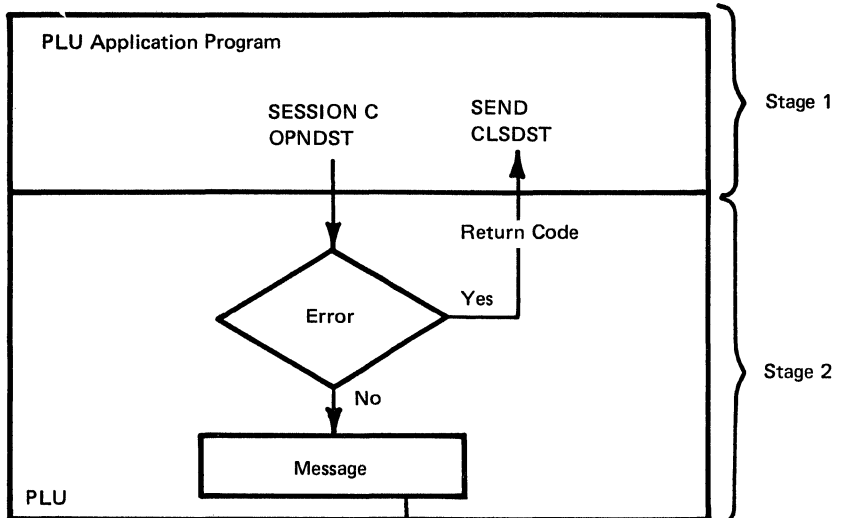 PLU Application Program
Stage 1
SESSION C
OPNDST
SEND
CLSDST
Return Code
Yes
Error
Stage 2
No
Message
PLU